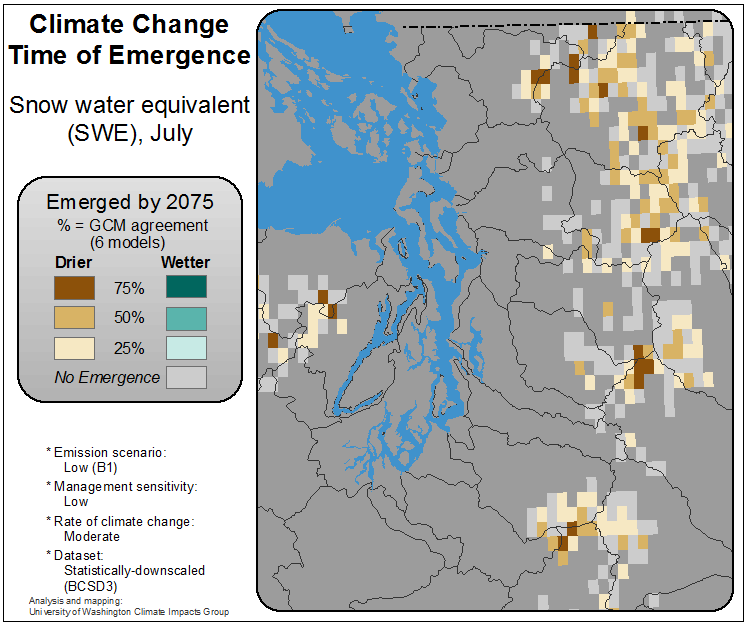 Climate Change
Time of Emergence
Snow water equivalent
(SWE), July
Emerged by 2075
% = GCM agreement
(6 models)
Drier Wetter
75%
50%
25%
No Emergence
* Emission scenario:
Low (B1)
* Management sensitivity:
Low
* Rate of climate change:
Moderate
* Dataset:
Statistically-downscaled
(BCSD3)
Analysis and mapping:
University of Washington Climate Impacts Group